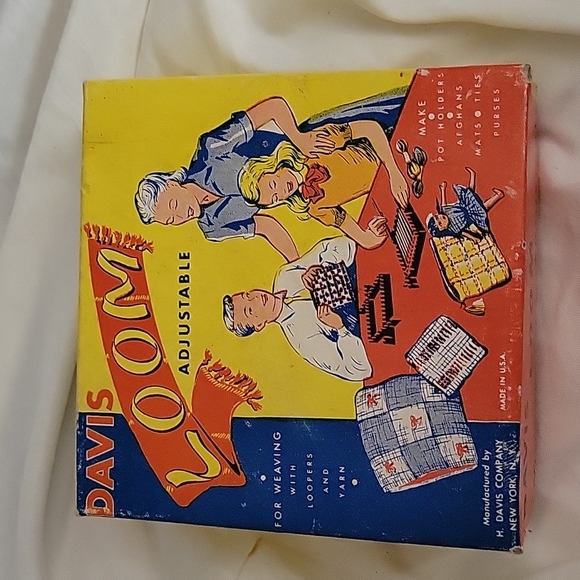 DAVIS
LOOM
ADJUSTABLE
FOR WEAVING
WITH
LOOPERS
AND
YARN
MAKE
POT HOLDERS
AFGHANS
MATS • TIES
PURSES
MADE IN U.S.A.
Manufactured by
H. DAVIS COMPANY
NEW YORK, N. Y.